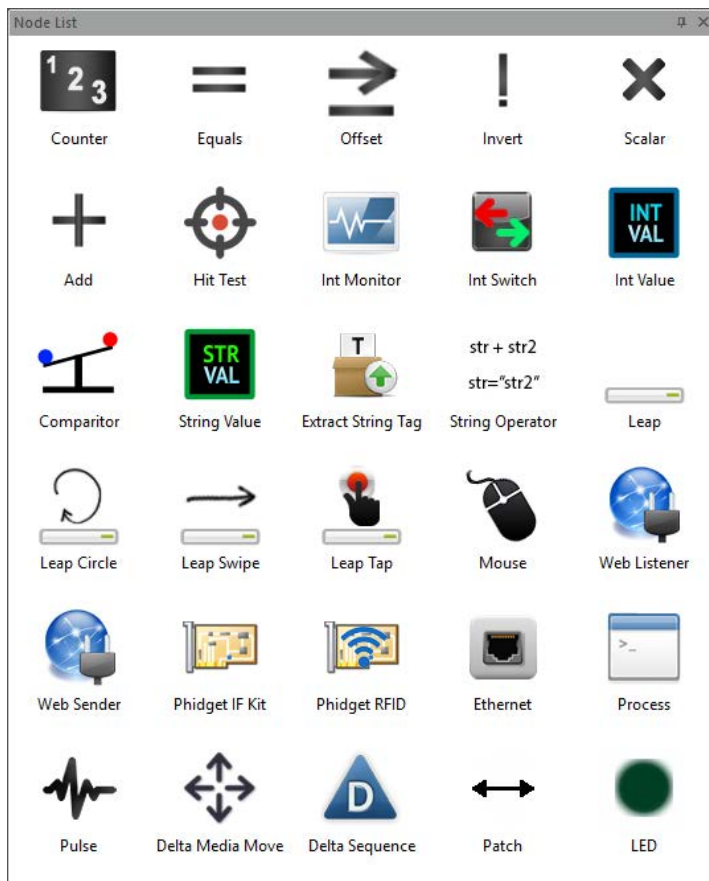 Node List
1 2 3
Counter
Equals
Offset
Invert
Scalar
INT
VAL
Add
Hit Test
Int Monitor
Int Switch
Int Value
STR
VAL
T
str + str2
str="str2"
Comparitor
String Value
Extract String Tag
String Operator
Leap
Leap Circle
Leap Swipe
Leap Tap
Mouse
Web Listener
>_
Web Sender
Phidget IF Kit
Phidget RFID
Ethernet
Process
D
Pulse
Delta Media Move
Delta Sequence
Patch
LED